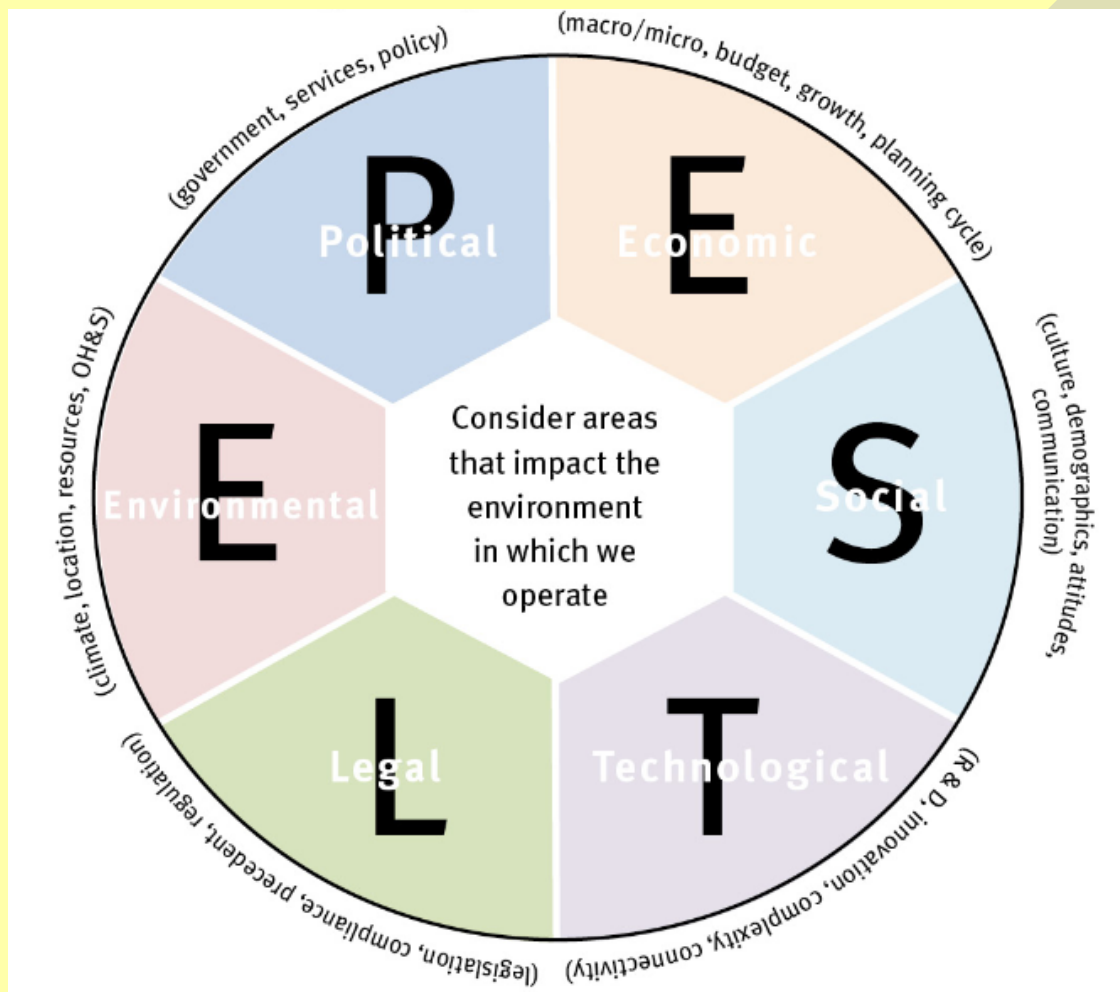 (government, services, policy)
(macro/micro, budget, growth, planning cycle)
P
Political
E
Economic
(culture, demographics, attitudes,
communication)
S
Social
(R & D, innovation, complexity, connectivity)
T
Technological
(legislation, compliance, precedent, regulation)
L
Legal
(climate, location, resources, OH&S)
E
Environmental
Consider areas
that impact the
environment
in which we
operate